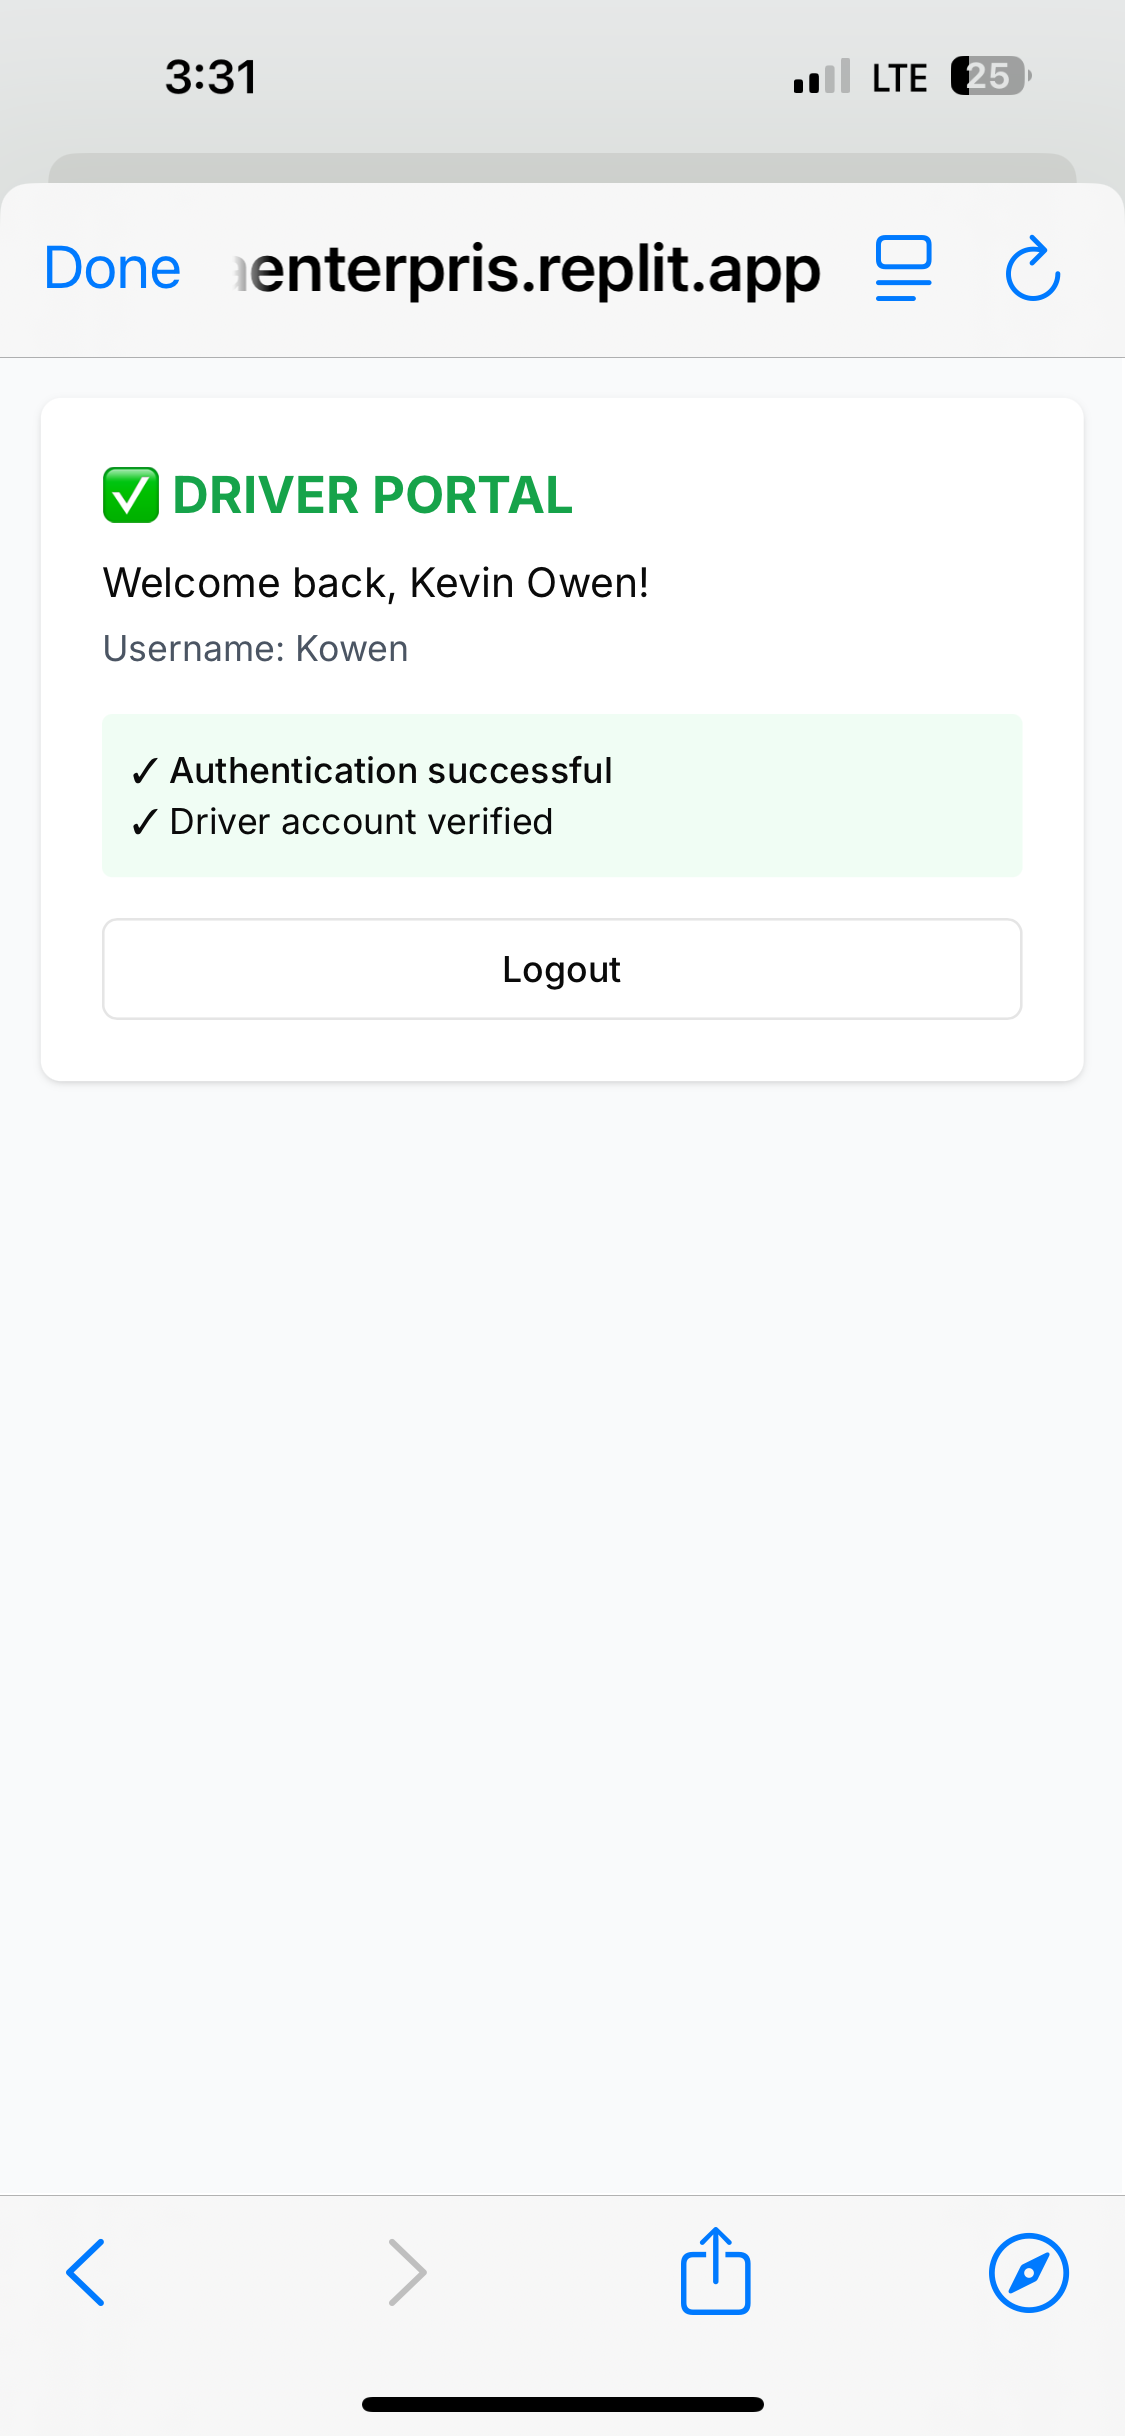 3:31 LTE 25
Done enterpris.replit.app
✅ DRIVER PORTAL
Welcome back, Kevin Owen!
Username: Kowen
✓ Authentication successful
✓ Driver account verified
Logout